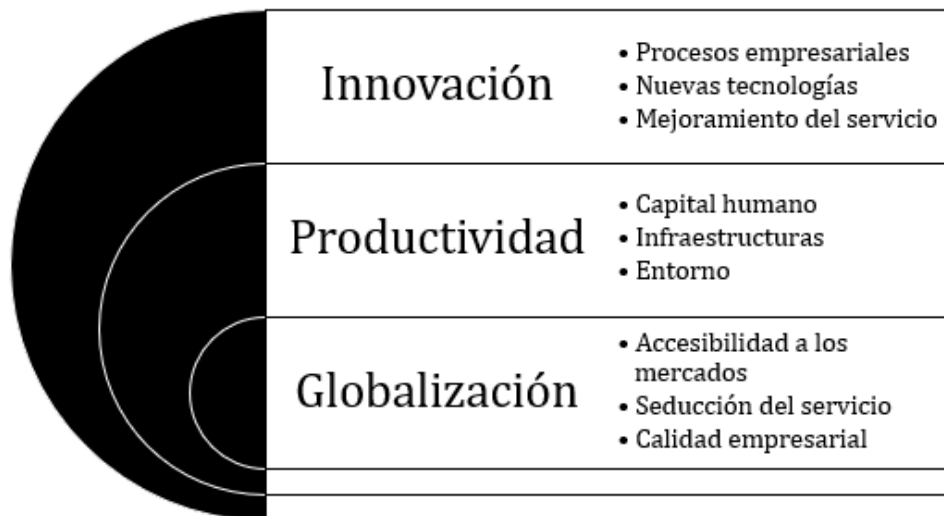 Innovación
• Procesos empresariales
• Nuevas tecnologías
• Mejoramiento del servicio
Productividad
• Capital humano
• Infraestructuras
• Entorno
Globalización
• Accesibilidad a los
mercados
• Seducción del servicio
• Calidad empresarial